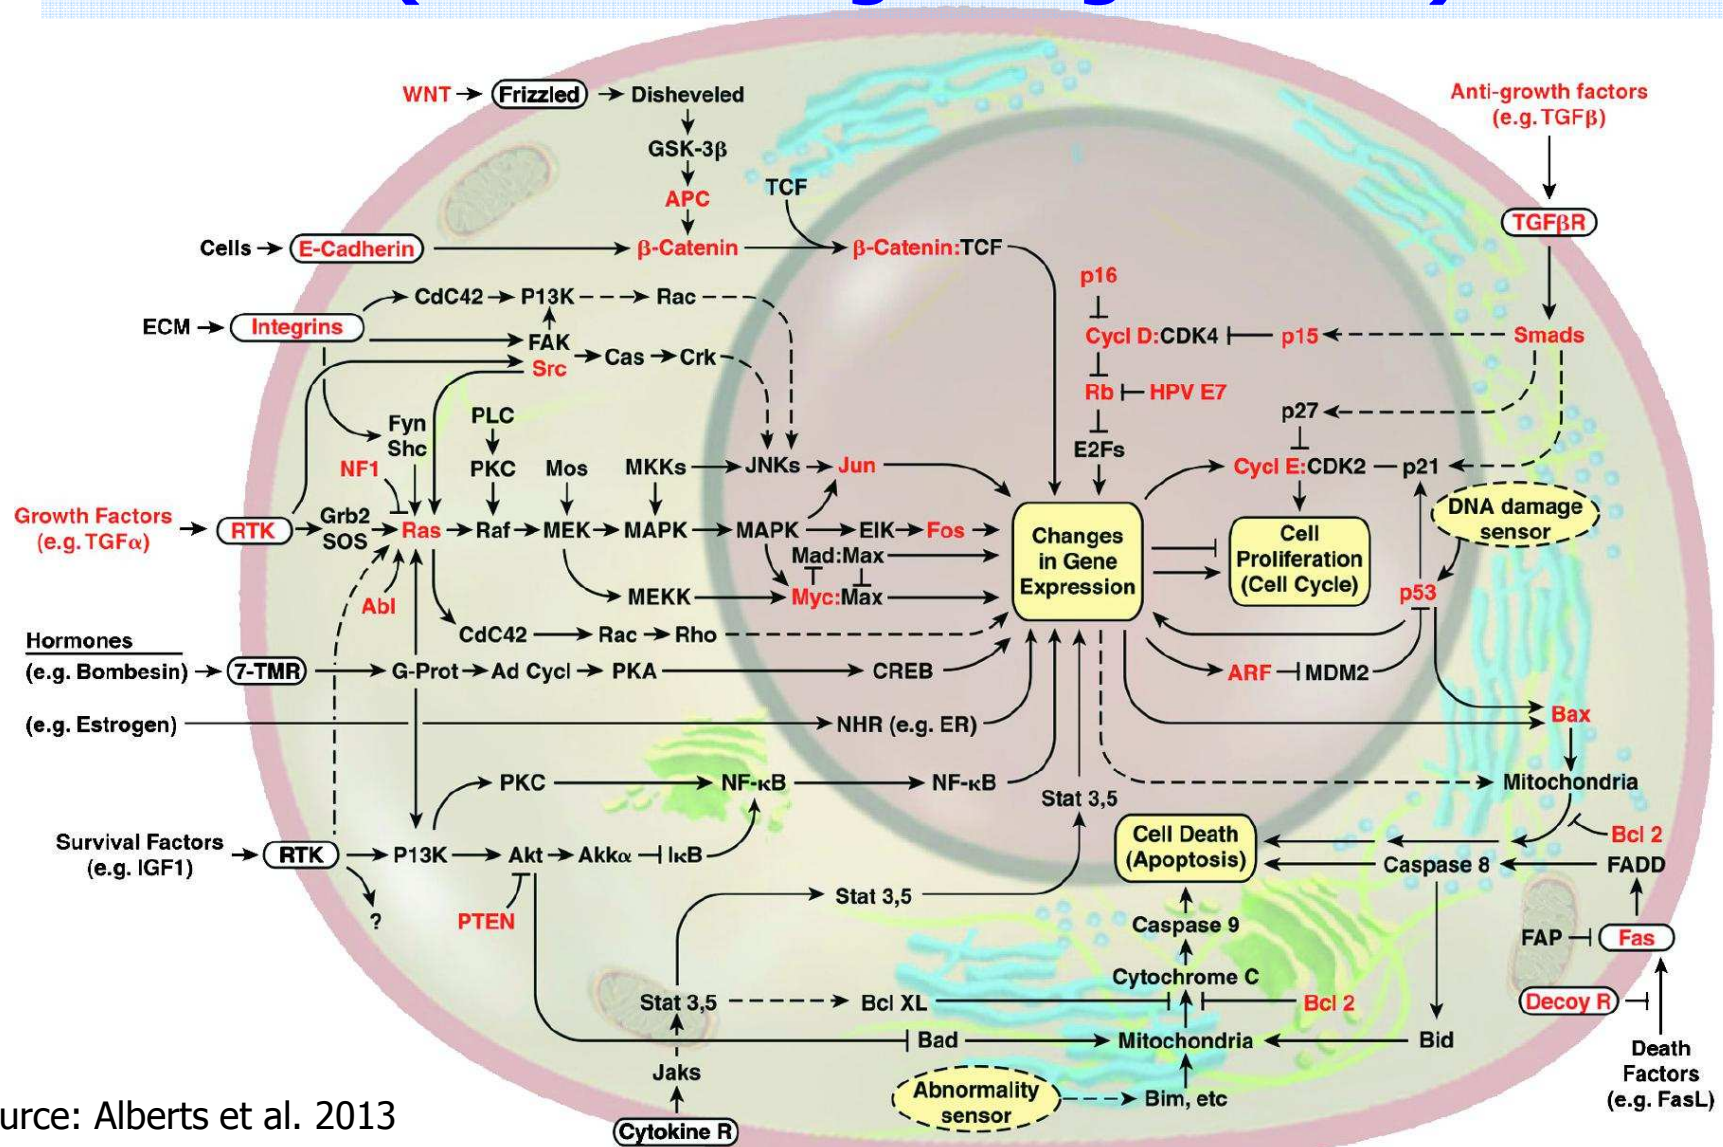 WNT
Frizzled
Disheveled
GSK-3β
APC
TCF
Cells
E-Cadherin
β-Catenin
β-Catenin:TCF
Anti-growth factors
(e.g. TGFβ)
TGFβR
Smads
ECM
Integrins
CdC42
P13K
Rac
FAK
Src
Cas
Crk
p16
Cycl D:CDK4
p15
Rb
HPV E7
E2Fs
p27
Cycl E:CDK2
p21
Fyn
Shc
PLC
NF1
PKC
Mos
MKKs
JNKs
Jun
Growth Factors
(e.g. TGFα)
RTK
Grb2
SOS
Ras
Raf
MEK
MAPK
MAPK
ElK
Fos
Mad:Max
MEKK
Myc:Max
Abl
Changes
in Gene
Expression
Cell
Proliferation
(Cell Cycle)
DNA damage
sensor
p53
CdC42
Rac
Rho
Hormones
(e.g. Bombesin)
7-TMR
G-Prot
Ad Cycl
PKA
CREB
ARF
MDM2
(e.g. Estrogen)
NHR (e.g. ER)
Bax
PKC
NF-κB
NF-κB
Stat 3,5
Mitochondria
Survival Factors
(e.g. IGF1)
RTK
P13K
Akt
Akkα
IκB
?
PTEN
Stat 3,5
Cell Death
(Apoptosis)
Bcl 2
Caspase 8
FADD
Caspase 9
FAP
Fas
Cytochrome C
Stat 3,5
Bcl XL
Bcl 2
Decoy R
Bad
Mitochondria
Bid
Death
Factors
(e.g. FasL)
Jaks
Abnormality
sensor
Bim, etc
Cytokine R
Alberts et al. 2013